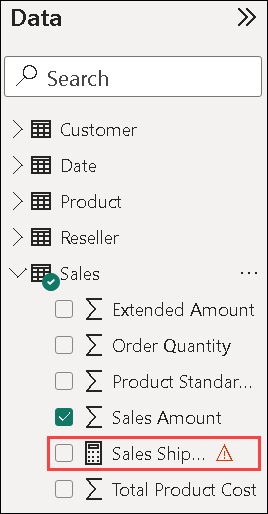 Data
Search
Customer
Date
Product
Reseller
Sales
Extended Amount
Order Quantity
Product Standar...
Sales Amount
Sales Ship...
Total Product Cost